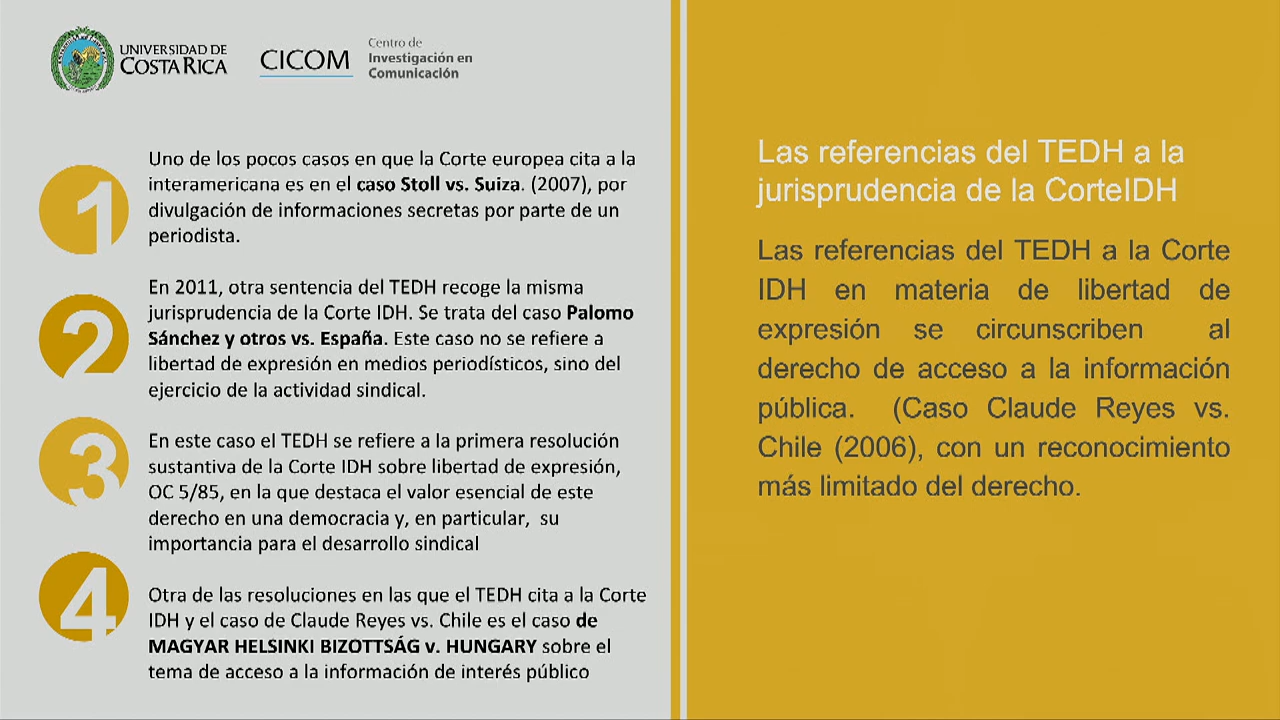 UNIVERSIDAD DE
COSTA RICA
CICOM
Centro de
Investigación en
Comunicación
1
Uno de los pocos casos en que la Corte europea cita a la
interamericana es en el caso Stoll vs. Suiza. (2007), por
divulgación de informaciones secretas por parte de un
periodista.
2
En 2011, otra sentencia del TEDH recoge la misma
jurisprudencia de la Corte IDH. Se trata del caso Palomo
Sánchez y otros vs. España. Este caso no se refiere a
libertad de expresión en medios periodísticos, sino del
ejercicio de la actividad sindical.
3
En este caso el TEDH se refiere a la primera resolución
sustantiva de la Corte IDH sobre libertad de expresión,
OC 5/85, en la que destaca el valor esencial de este
derecho en una democracia y, en particular, su
importancia para el desarrollo sindical
4
Otra de las resoluciones en las que el TEDH cita a la Corte
IDH y el caso de Claude Reyes vs. Chile es el caso de
MAGYAR HELSINKI BIZOTTSÁG v. HUNGARY sobre el
tema de acceso a la información de interés público
Las referencias del TEDH a la
jurisprudencia de la CorteIDH
Las referencias del TEDH a la Corte
IDH en materia de libertad de
expresión se circunscriben al
derecho de acceso a la información
pública. (Caso Claude Reyes vs.
Chile (2006), con un reconocimiento
más limitado del derecho.